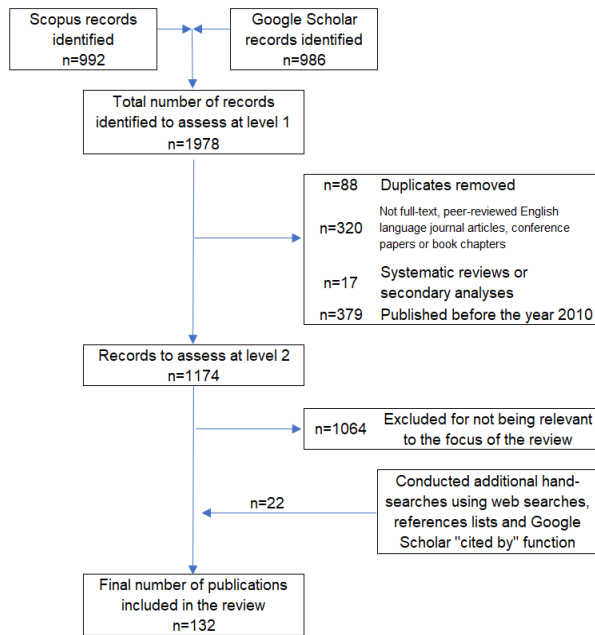 Scopus records
identified
n=992
Google Scholar
records identified
n=986
Total number of records
identified to assess at level 1
n=1978
n=88 Duplicates removed
n=320 Not full-text, peer-reviewed English
language journal articles, conference
papers or book chapters
n=17 Systematic reviews or
secondary analyses
n=379 Published before the year 2010
Records to assess at level 2
n=1174
n=1064 Excluded for not being relevant
to the focus of the review
n=22
Conducted additional hand-
searches using web searches,
references lists and Google
Scholar "cited by" function
Final number of publications
included in the review
n=132